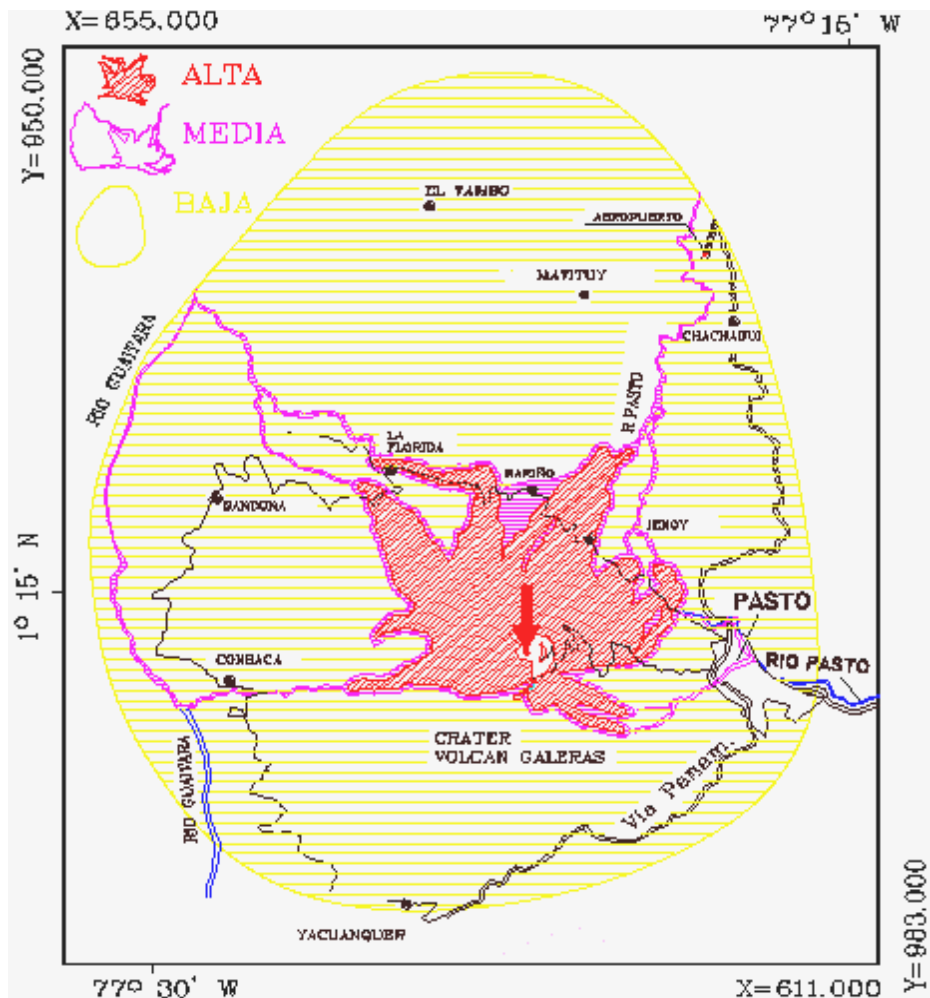 X=655.000
77° 15' W
Y=950.000
ALTA
MEDIA
BAJA
EL TAMBO
AEROPUERTO
MATITUY
CHACHAGUI
RIO GUAITARA
R PASTO
LA
FLORIDA
NARIÑO
SANDONA
JENOY
1° 15' N
PASTO
RIO PASTO
CONSACA
CRATER
VOLCAN GALERAS
RIO GUAITARA
Via Panam
YACUANQUER
Y=983.000
77° 30' W
X=611.000